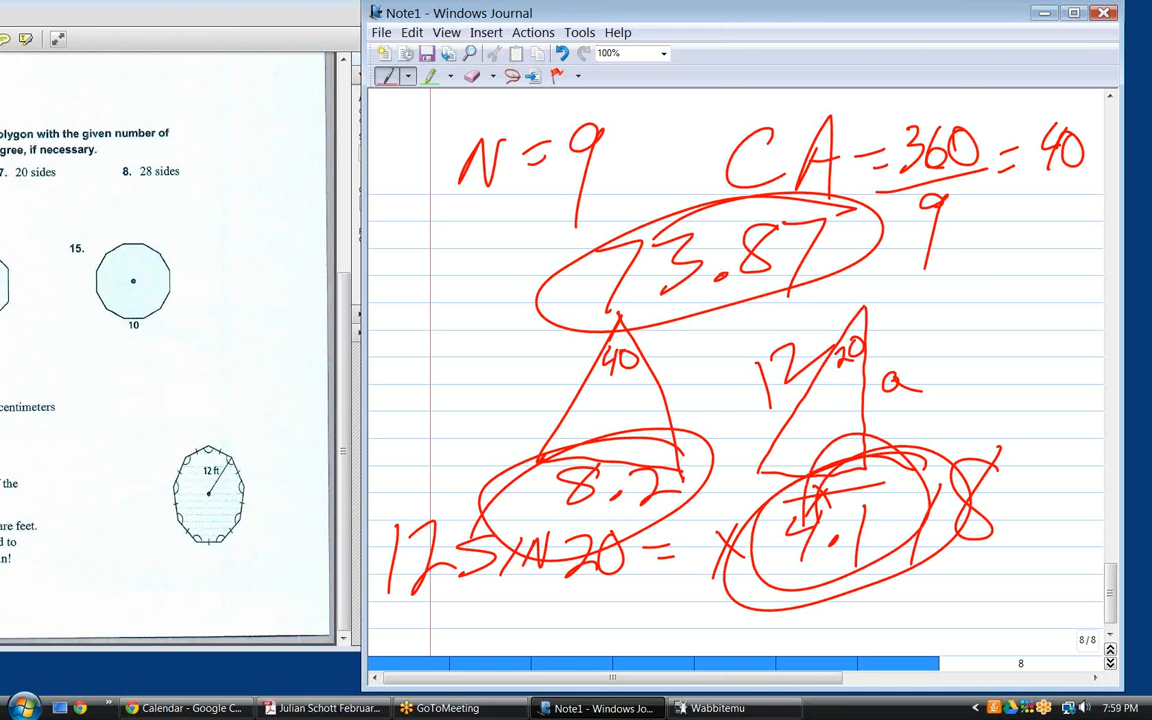 Note1 - Windows Journal
File Edit View Insert Actions Tools Help
100%
olygon with the given number of
gree, if necessary.
7. 20 sides 8. 28 sides
15.
10
centimeters
12 ft
f the
are feet.
d to
n!
N = 9 CA = 360 = 40
9
73.87
40
12 20
a
8.2
x
4.1
8
12 SIN 20 = x
8/8
8
Calendar - Google C...
Julian Schott Februar...
GoToMeeting
Note1 - Windows Jo...
Wabbitemu
7:59 PM